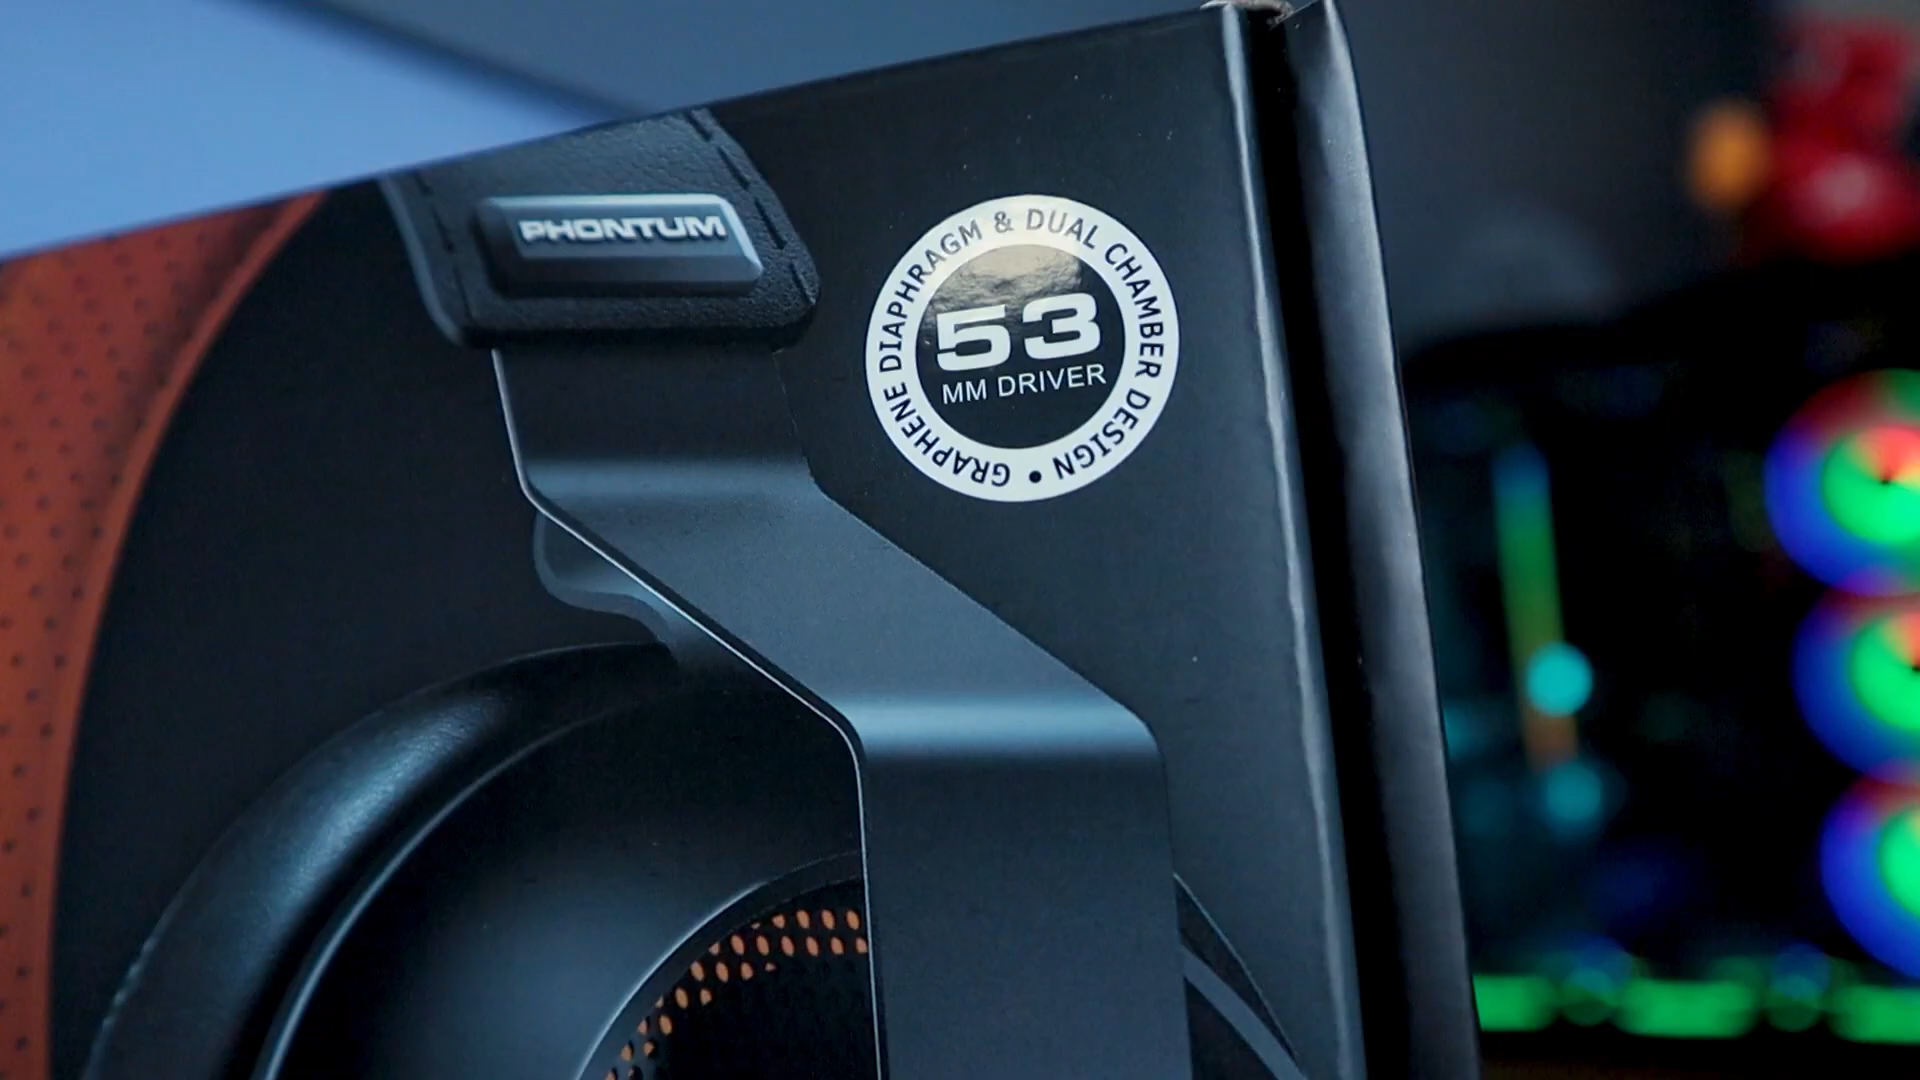 PHONTUM
GRAPHENE DIAPHRAGM & DUAL CHAMBER DESIGN •
53
MM DRIVER